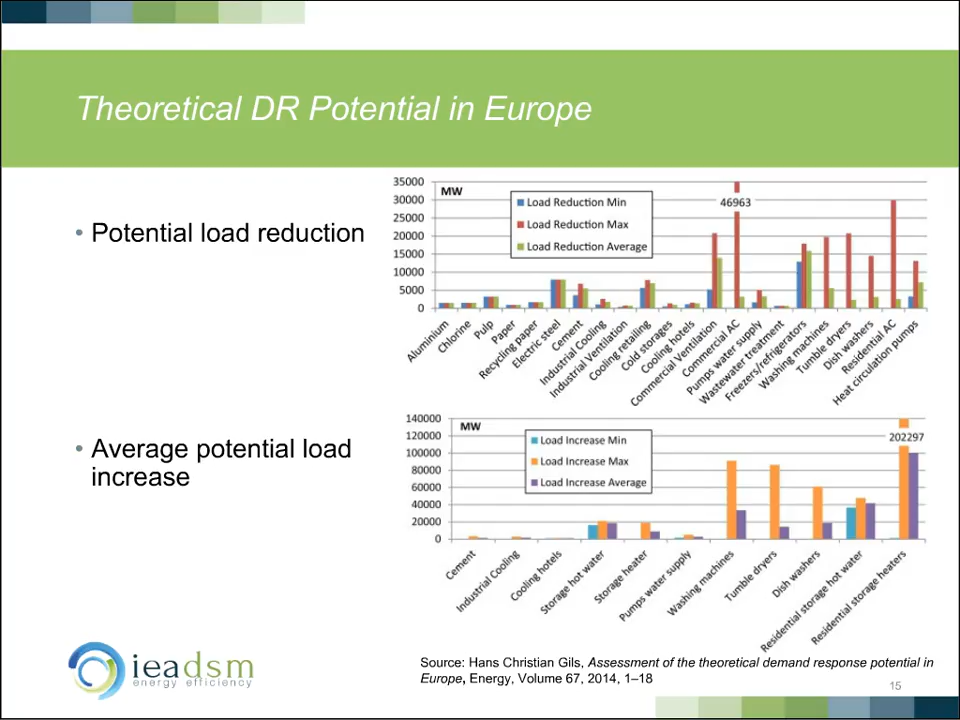 Theoretical DR Potential in Europe
• Potential load reduction
35000
30000
25000
20000
15000
10000
5000
0
MW
Load Reduction Min
Load Reduction Max
Load Reduction Average
46963
Aluminium
Chlorine
Pulp
Paper
Recycling paper
Electric steel
Cement
Industrial Cooling
Industrial Ventilation
Cooling retailing
Cold storages
Cooling hotels
Commercial Ventilation
Commercial AC
Pumps water supply
Wastewater treatment
Freezers/refrigerators
Washing machines
Tumble dryers
Dish washers
Residential AC
Heat circulation pumps
• Average potential load
increase
140000
120000
100000
80000
60000
40000
20000
0
MW
Load Increase Min
Load Increase Max
Load Increase Average
202297
Cement
Industrial Cooling
Cooling hotels
Storage hot water
Storage heater
Pumps water supply
Washing machines
Tumble dryers
Dish washers
Residential storage hot water
Residential storage heaters
ieadsm
energy efficiency
Source: Hans Christian Gils, Assessment of the theoretical demand response potential in
Europe, Energy, Volume 67, 2014, 1–18
15